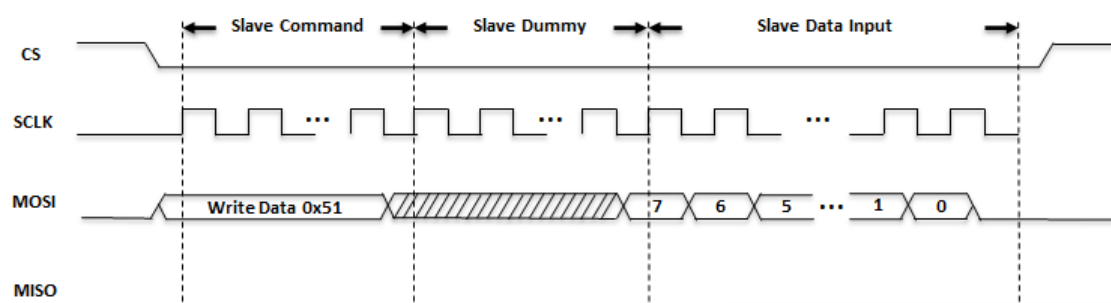 Slave Command Slave Dummy Slave Data Input
CS
SCLK ... ... ...
MOSI Write Data 0x51 7 6 5 ... 1 0
MISO